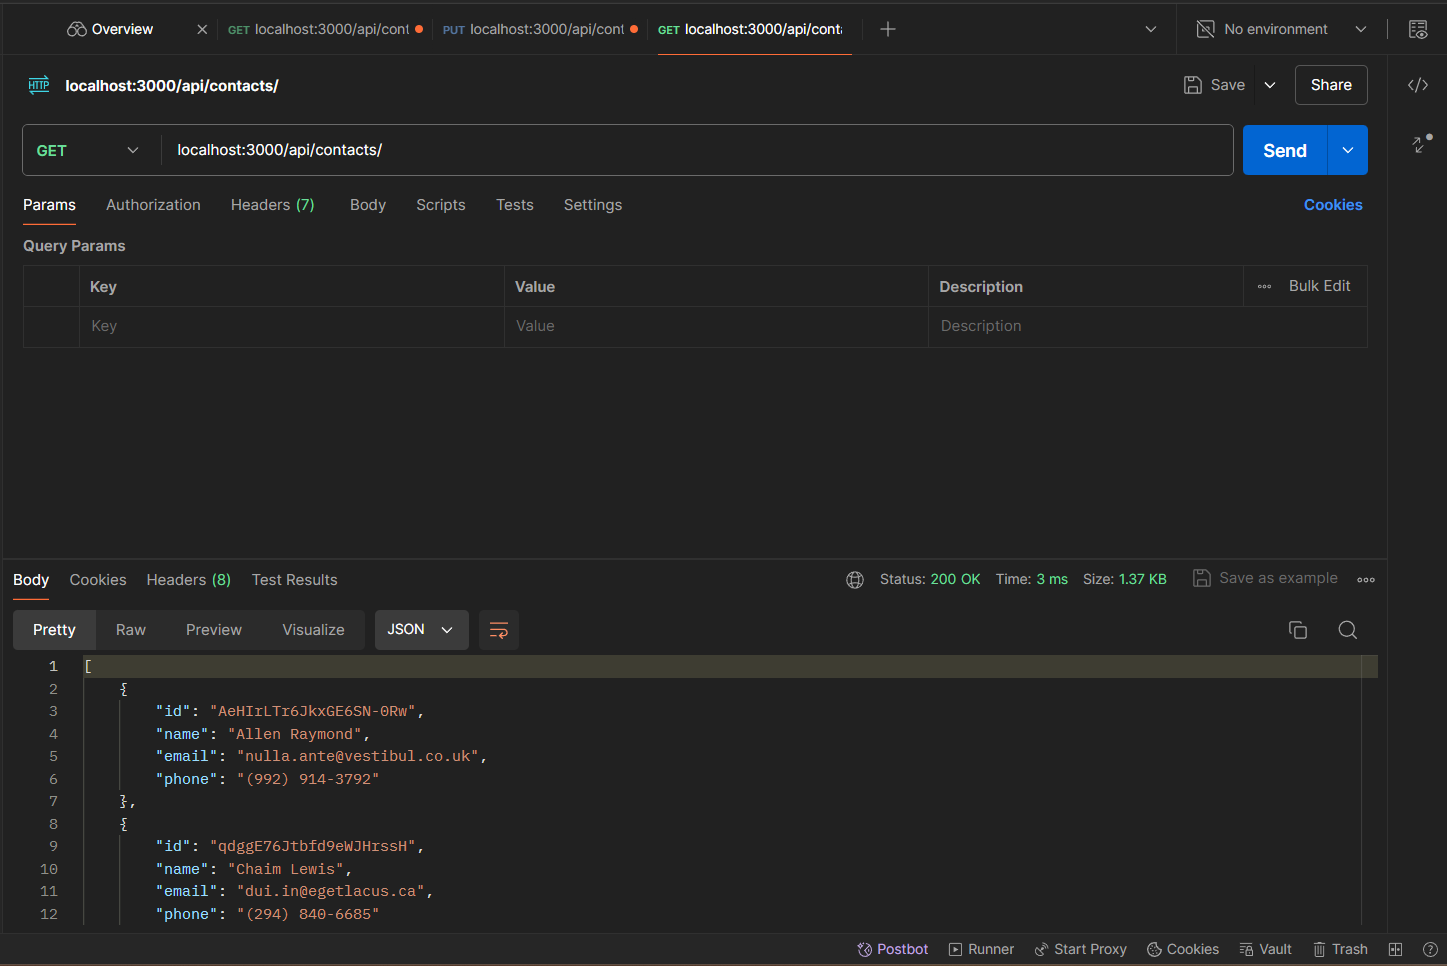 Overview
GET localhost:3000/api/cont
PUT localhost:3000/api/cont
GET localhost:3000/api/cont
No environment
HTTP localhost:3000/api/contacts/
Save
Share
GET localhost:3000/api/contacts/
Send
Params Authorization Headers (7) Body Scripts Tests Settings
Cookies
Query Params
Key Value Description Bulk Edit
Key Value Description
Body Cookies Headers (8) Test Results
Status: 200 OK Time: 3 ms Size: 1.37 KB Save as example
Pretty Raw Preview Visualize JSON
1 [
2 {
3 "id": "AeHIrLTr6JkxGE6SN-0Rw",
4 "name": "Allen Raymond",
5 "email": "nulla.ante@vestibul.co.uk",
6 "phone": "(992) 914-3792"
7 },
8 {
9 "id": "qdggE76Jtbfd9eWJHrssH",
10 "name": "Chaim Lewis",
11 "email": "dui.in@egetlacus.ca",
12 "phone": "(294) 840-6685"
Postbot Runner Start Proxy Cookies Vault Trash